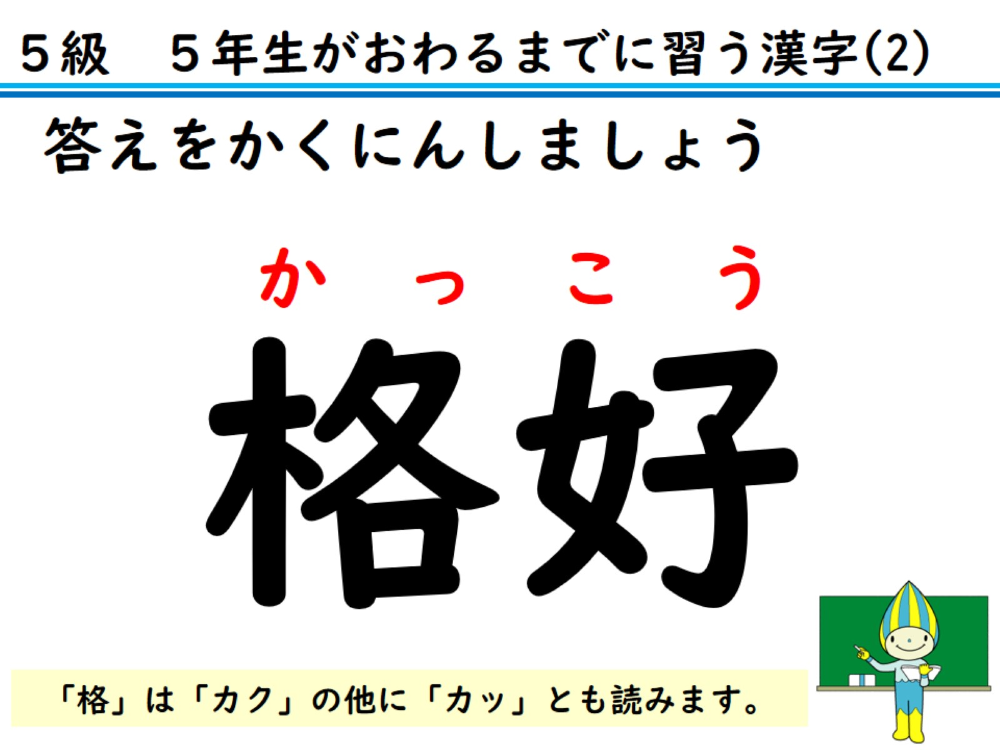 ５級　５年生がおわるまでに習う漢字(2)
答えをかくにんしましょう
かっこう
格好
「格」は「カク」の他に「カッ」とも読みます。